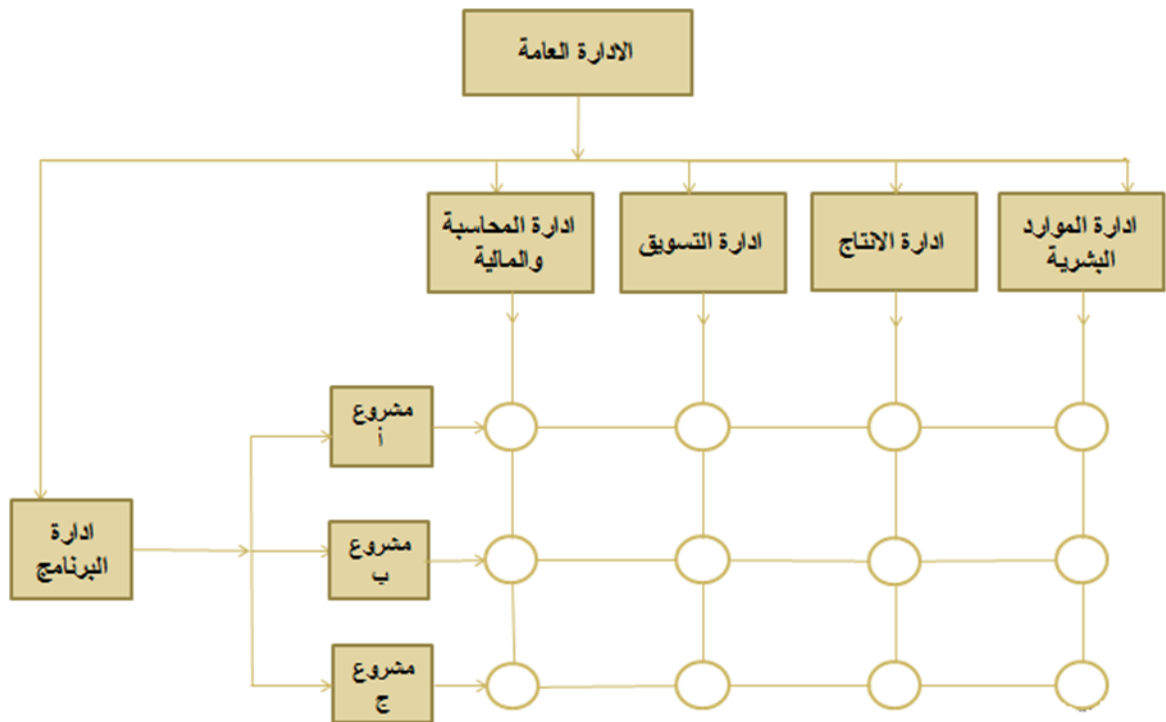 الادارة العامة
ادارة الموارد
البشرية
ادارة الانتاج
ادارة التسويق
ادارة المحاسبة
والمالية
مشروع
أ
ادارة
البرنامج
مشروع
ب
مشروع
ج